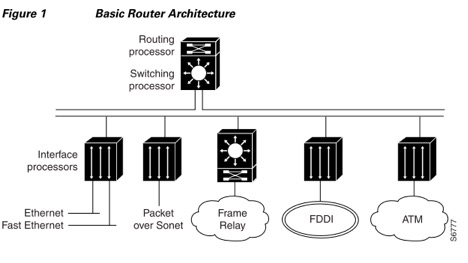 Figure 1 Basic Router Architecture
Routing
processor
Switching
processor
Interface
processors
Ethernet
Fast Ethernet
Packet
over Sonet
Frame
Relay
FDDI
ATM
S6777